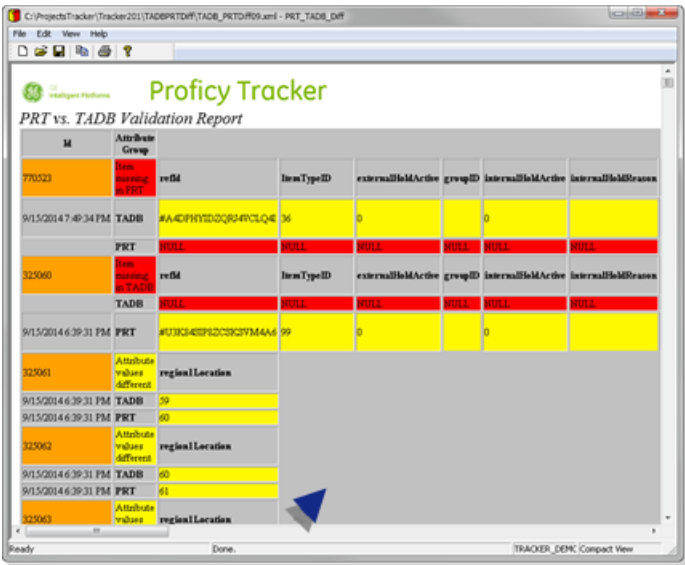 C:\ProjectsTracker\Tracker201\TADBPRTDiff\TADB_PRTDiff09.xml - PRT_TADB_Diff
File Edit View Help
GE
Intelligent Platforms
Proficy Tracker
PRT vs. TADB Validation Report
Id Attribute Group
770523 Item missing in PRT refId ItemTypeID externalHoldActive groupID internalHoldActive internalHoldReason
9/15/2014 7:49:34 PM TADB 36 0 0
PRT NULL NULL NULL NULL NULL NULL
325060 Item missing in TADB refId ItemTypeID externalHoldActive groupID internalHoldActive internalHoldReason
TADB NULL NULL NULL NULL NULL NULL
9/15/2014 6:39:31 PM PRT 99 0 0
325061 Attribute values different region1Location
9/15/2014 6:39:31 PM TADB 59
9/15/2014 6:39:31 PM PRT 60
325062 Attribute values different region1Location
9/15/2014 6:39:31 PM TADB 60
9/15/2014 6:39:31 PM PRT 61
325063 Attribute values region1Location
Ready Done. TRACKER_DEMC Compact View